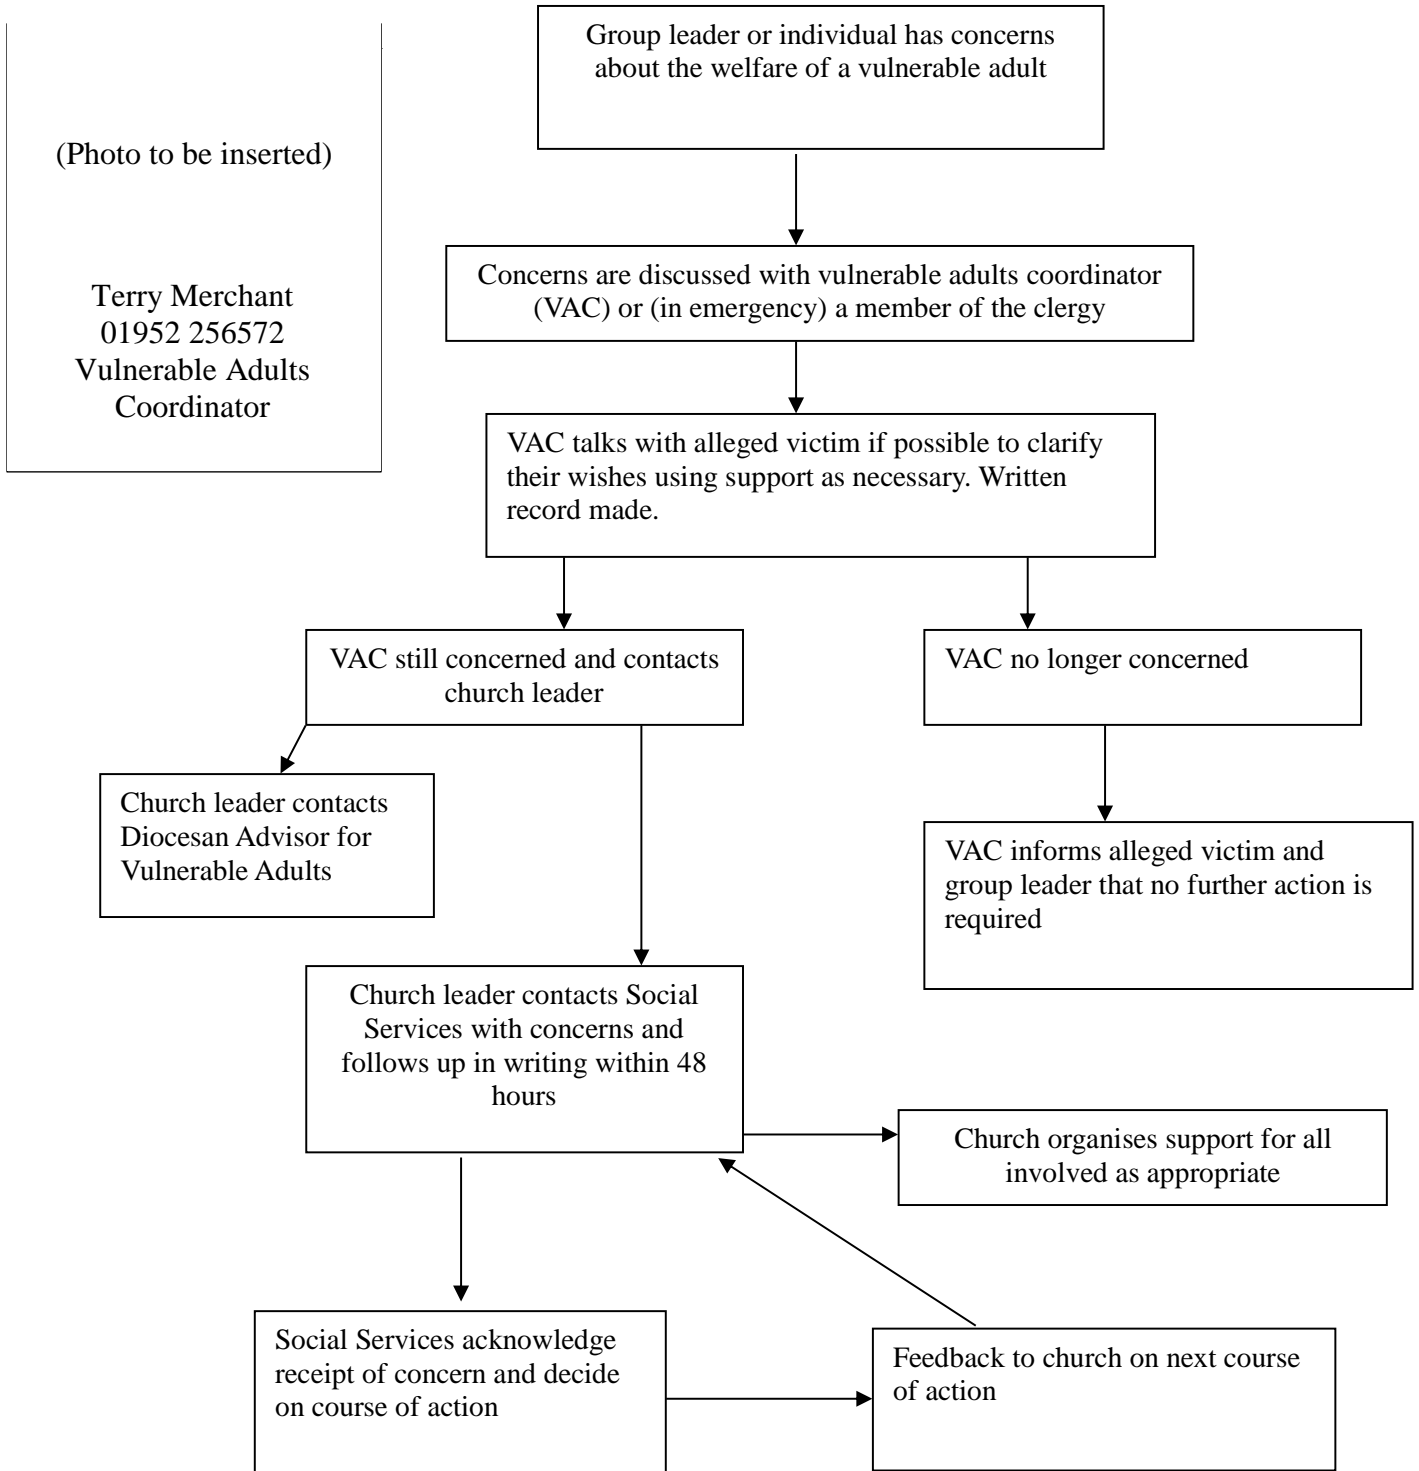 (Photo to be inserted)
Terry Merchant
01952 256572
Vulnerable Adults
Coordinator
Group leader or individual has concerns
about the welfare of a vulnerable adult
Concerns are discussed with vulnerable adults coordinator
(VAC) or (in emergency) a member of the clergy
VAC talks with alleged victim if possible to clarify
their wishes using support as necessary. Written
record made.
VAC still concerned and contacts
church leader
VAC no longer concerned
Church leader contacts
Diocesan Advisor for
Vulnerable Adults
VAC informs alleged victim and
group leader that no further action is
required
Church leader contacts Social
Services with concerns and
follows up in writing within 48
hours
Church organises support for all
involved as appropriate
Social Services acknowledge
receipt of concern and decide
on course of action
Feedback to church on next course
of action